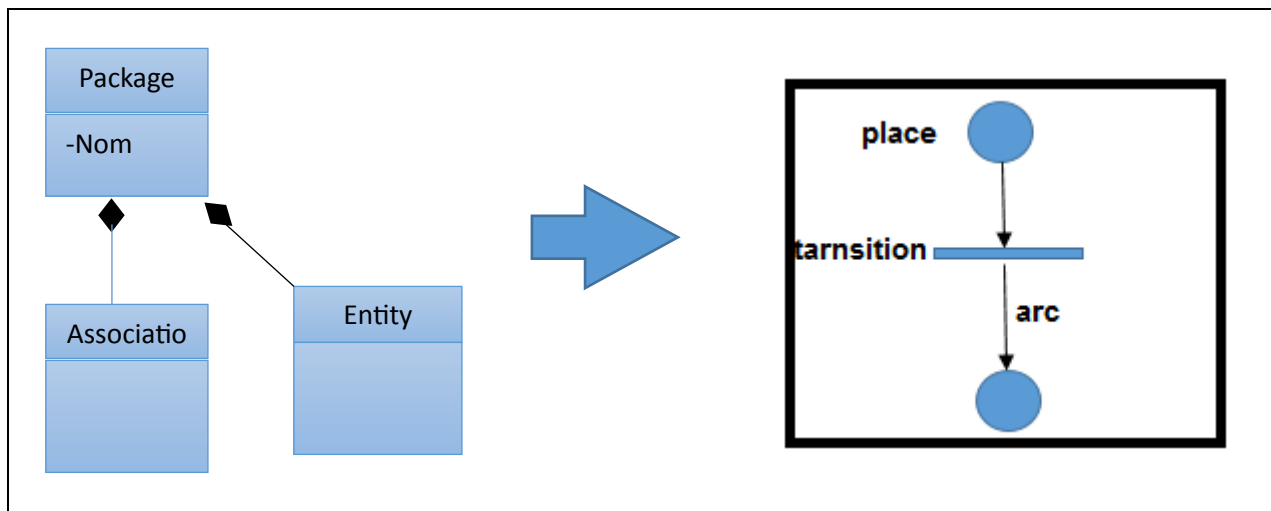 Package
-Nom
Associatio
Entity
place
tarnsition
arc